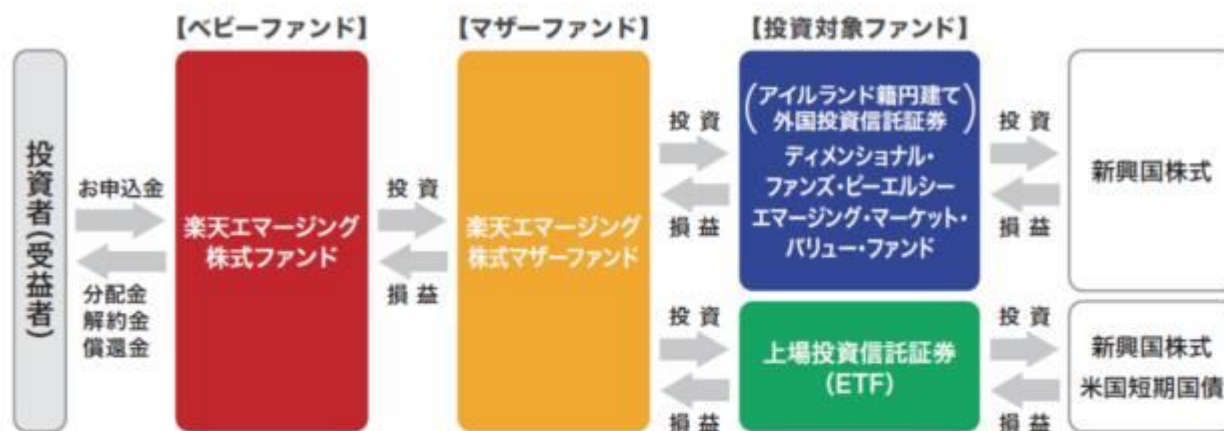 【ベビーファンド】
【マザーファンド】
【投資対象ファンド】
投資者(受益者)
お申込金
分配金
解約金
償還金
楽天エマージング
株式ファンド
投資
損益
楽天エマージング
株式マザーファンド
投資
損益
(アイルランド籍円建て
外国投資信託証券)
ディメンショナル・
ファンズ・ピーエルシー
エマージング・マーケット・
バリュー・ファンド
投資
損益
新興国株式
投資
損益
上場投資信託証券
(ETF)
投資
損益
新興国株式
米国短期国債